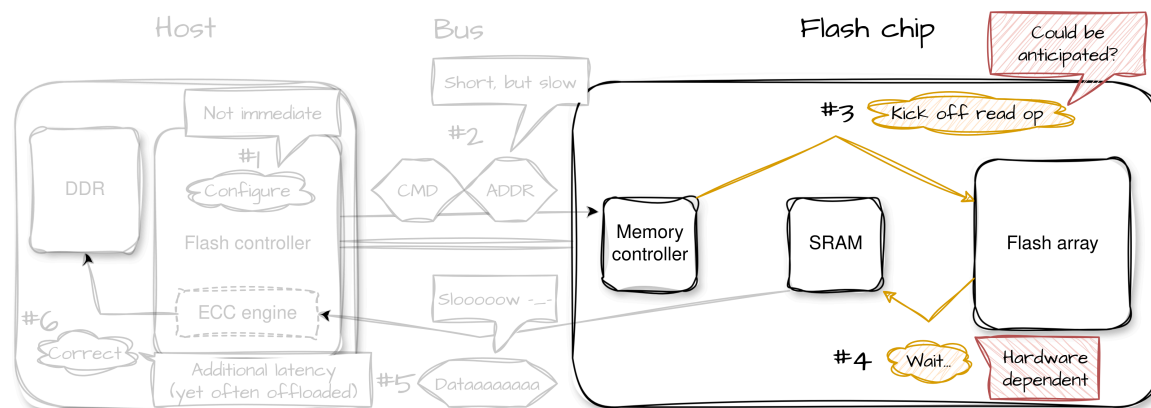 Host
Bus
Flash chip
Could be
anticipated?
Short, but slow
Not immediate
#3
Kick off read op
#2
#1
DDR
Configure
CMD
ADDR
Flash controller
Memory
controller
SRAM
Flash array
ECC engine
Slooooow -_-
#6
Correct
Additional latency
(yet often offloaded)
#5
Dataaaaaaaaa
#4
Wait...
Hardware
dependent